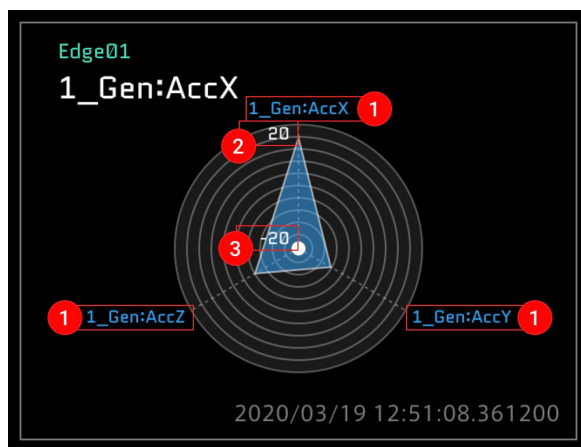 Edge01
1_Gen:AccX
1_Gen:AccX 1
2 20
3 -20
1 1_Gen:AccZ
1_Gen:AccY 1
2020/03/19 12:51:08.361200